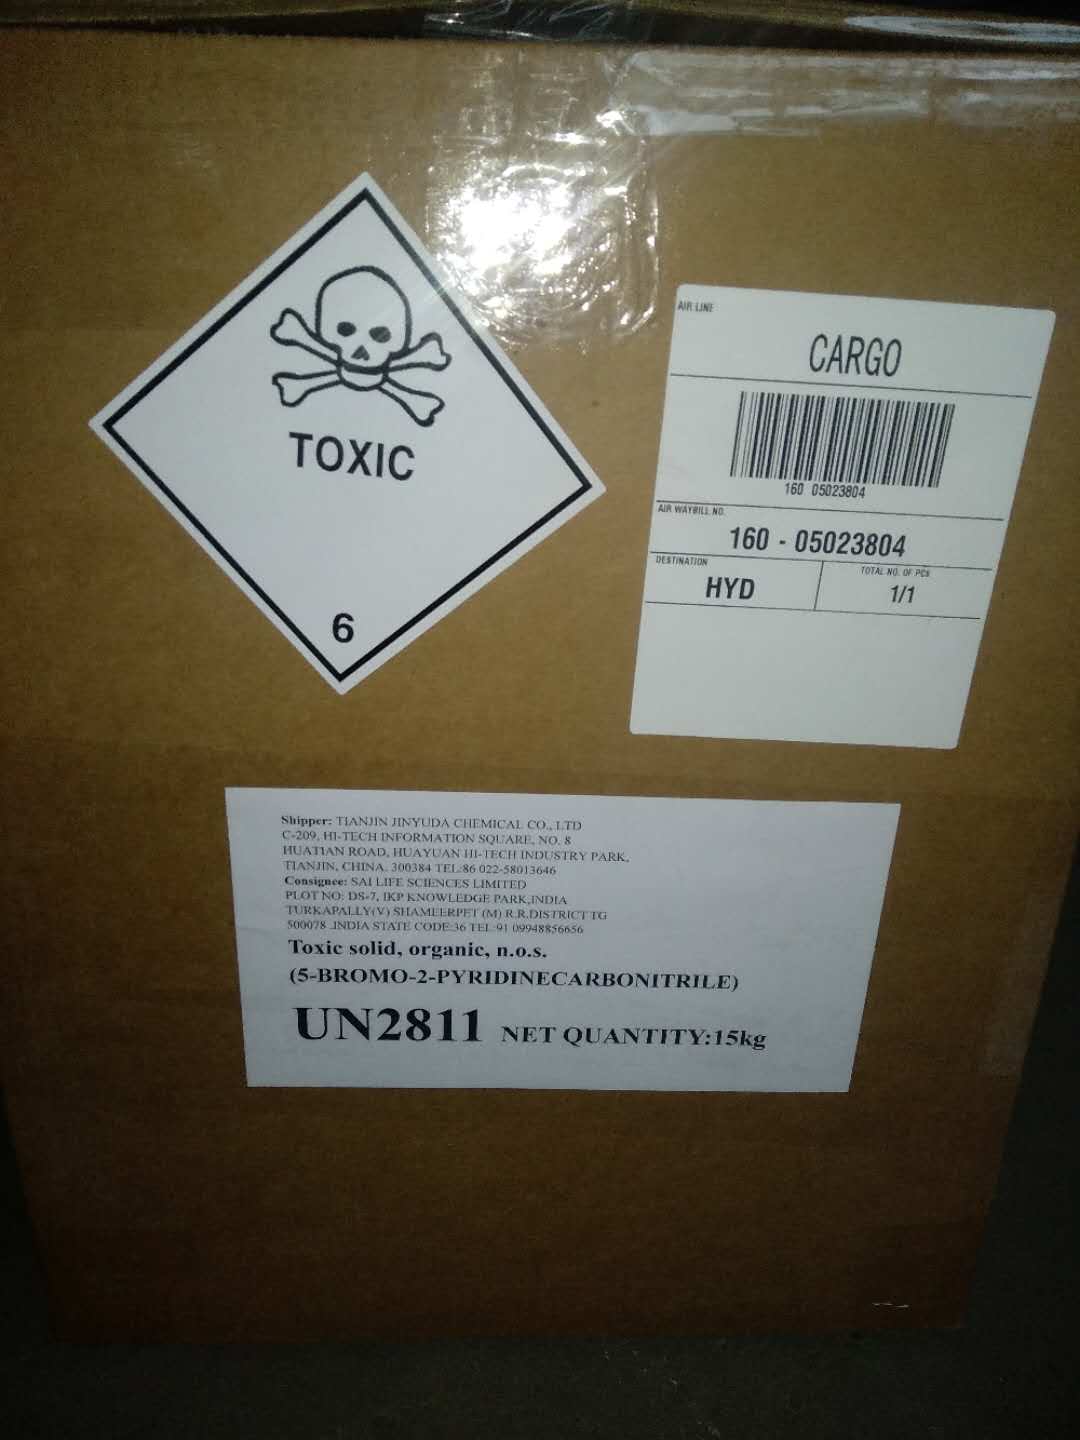 TOXIC
6
AIR LINE
CARGO
160 05023804
AIR WAYBILL NO.
160 - 05023804
DESTINATION
HYD
TOTAL NO. OF PCS
1/1
Shipper: TIANJIN JINYUDA CHEMICAL CO., LTD
C-209, HI-TECH INFORMATION SQUARE, NO. 8
HUATIAN ROAD, HUAYUAN HI-TECH INDUSTRY PARK,
TIANJIN, CHINA. 300384 TEL:86 022-58013646
Consignee: SAI LIFE SCIENCES LIMITED
PLOT NO: DS-7, IKP KNOWLEDGE PARK,INDIA
TURKAPALLY(V) SHAMEERPET (M) R.R.DISTRICT TG
500078 .INDIA STATE CODE:36 TEL:91 09948856656
Toxic solid, organic, n.o.s.
(5-BROMO-2-PYRIDINECARBONITRILE)
UN2811 NET QUANTITY:15kg